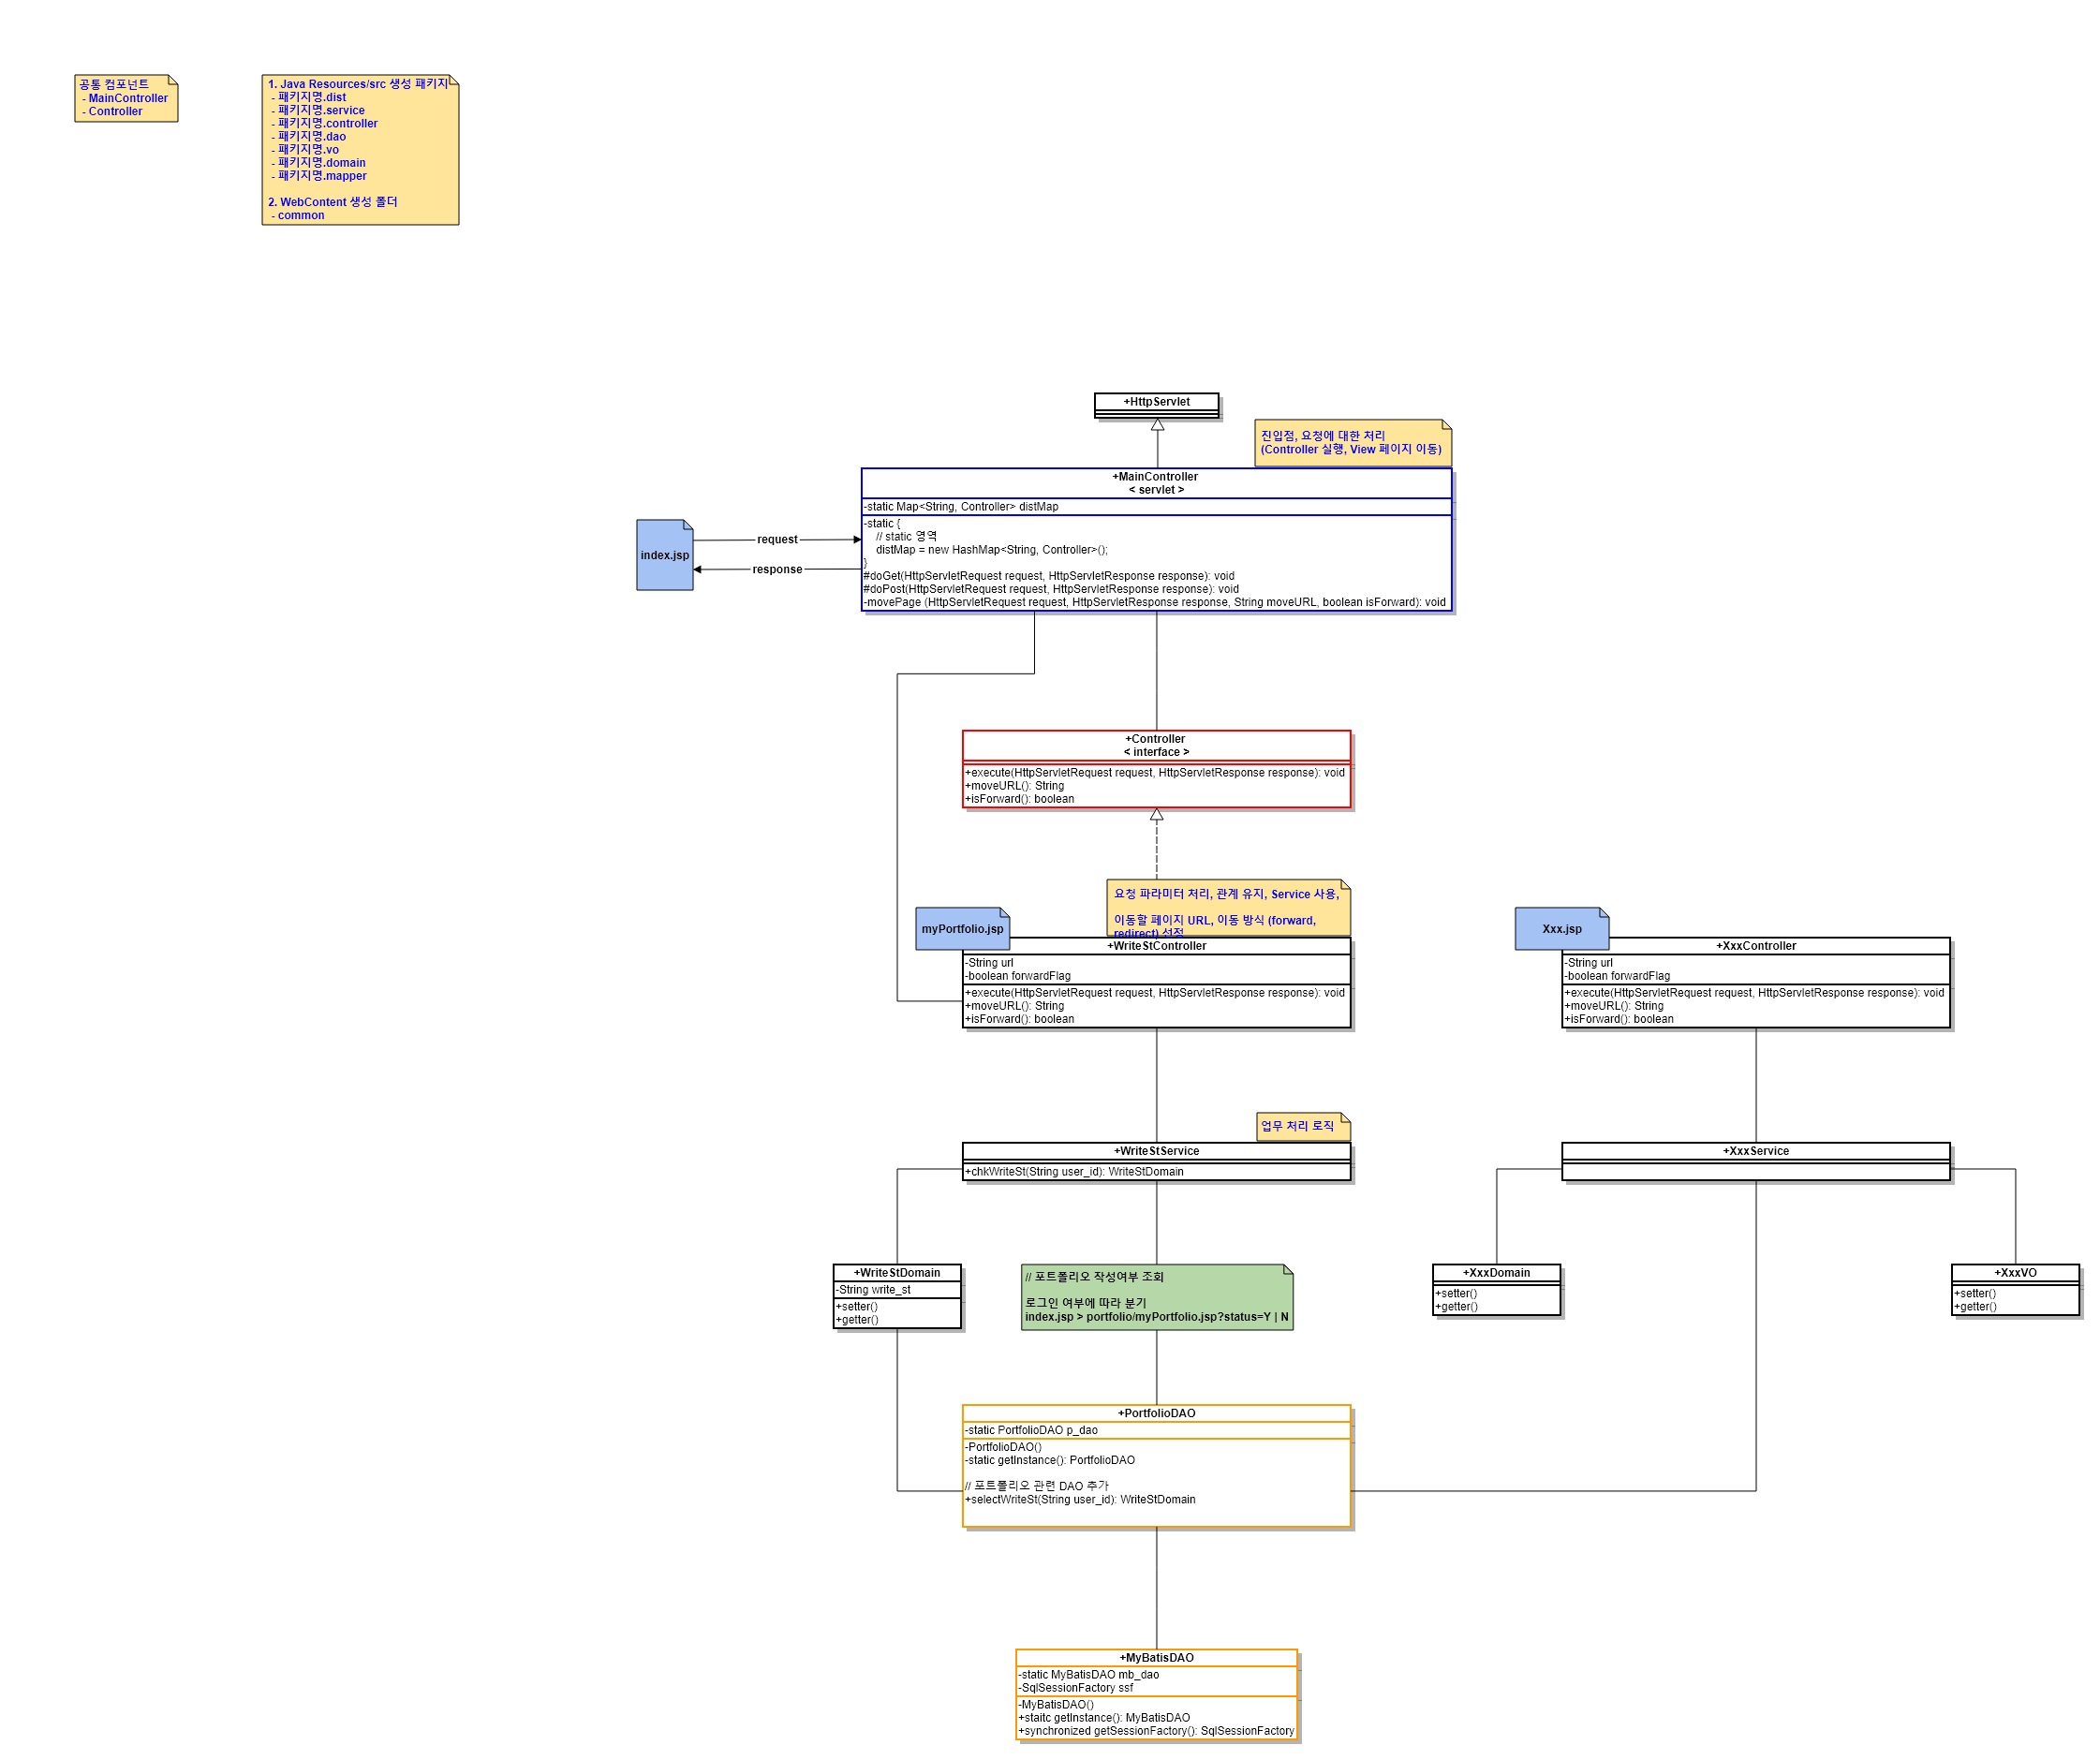 공통 컴포넌트
- MainController
- Controller
1. Java Resources/src 생성 패키지
- 패키지명.dist
- 패키지명.service
- 패키지명.controller
- 패키지명.dao
- 패키지명.vo
- 패키지명.domain
- 패키지명.mapper
2. WebContent 생성 폴더
- common
+HttpServlet
진입점, 요청에 대한 처리
(Controller 실행, View 페이지 이동)
+MainController
< servlet >
-static Map<String, Controller> distMap
-static {
// static 영역
distMap = new HashMap<String, Controller>();
}
#doGet(HttpServletRequest request, HttpServletResponse response): void
#doPost(HttpServletRequest request, HttpServletResponse response): void
-movePage (HttpServletRequest request, HttpServletResponse response, String moveURL, boolean isForward): void
index.jsp
request
response
+Controller
< interface >
+execute(HttpServletRequest request, HttpServletResponse response): void
+moveURL(): String
+isForward(): boolean
요청 파라미터 처리, 관계 유지, Service 사용,
이동할 페이지 URL, 이동 방식 (forward,
redirect) 설정
myPortfolio.jsp
+WriteStController
-String url
-boolean forwardFlag
+execute(HttpServletRequest request, HttpServletResponse response): void
+moveURL(): String
+isForward(): boolean
Xxx.jsp
+XxxController
-String url
-boolean forwardFlag
+execute(HttpServletRequest request, HttpServletResponse response): void
+moveURL(): String
+isForward(): boolean
업무 처리 로직
+WriteStService
+chkWriteSt(String user_id): WriteStDomain
+XxxService
+WriteStDomain
-String write_st
+setter()
+getter()
// 포트폴리오 작성여부 조회
로그인 여부에 따라 분기
index.jsp > portfolio/myPortfolio.jsp?status=Y | N
+XxxDomain
+setter()
+getter()
+XxxVO
+setter()
+getter()
+PortfolioDAO
-static PortfolioDAO p_dao
-PortfolioDAO()
-static getInstance(): PortfolioDAO
// 포트폴리오 관련 DAO 추가
+selectWriteSt(String user_id): WriteStDomain
+MyBatisDAO
-static MyBatisDAO mb_dao
-SqlSessionFactory ssf
-MyBatisDAO()
+staitc getInstance(): MyBatisDAO
+synchronized getSessionFactory(): SqlSessionFactory